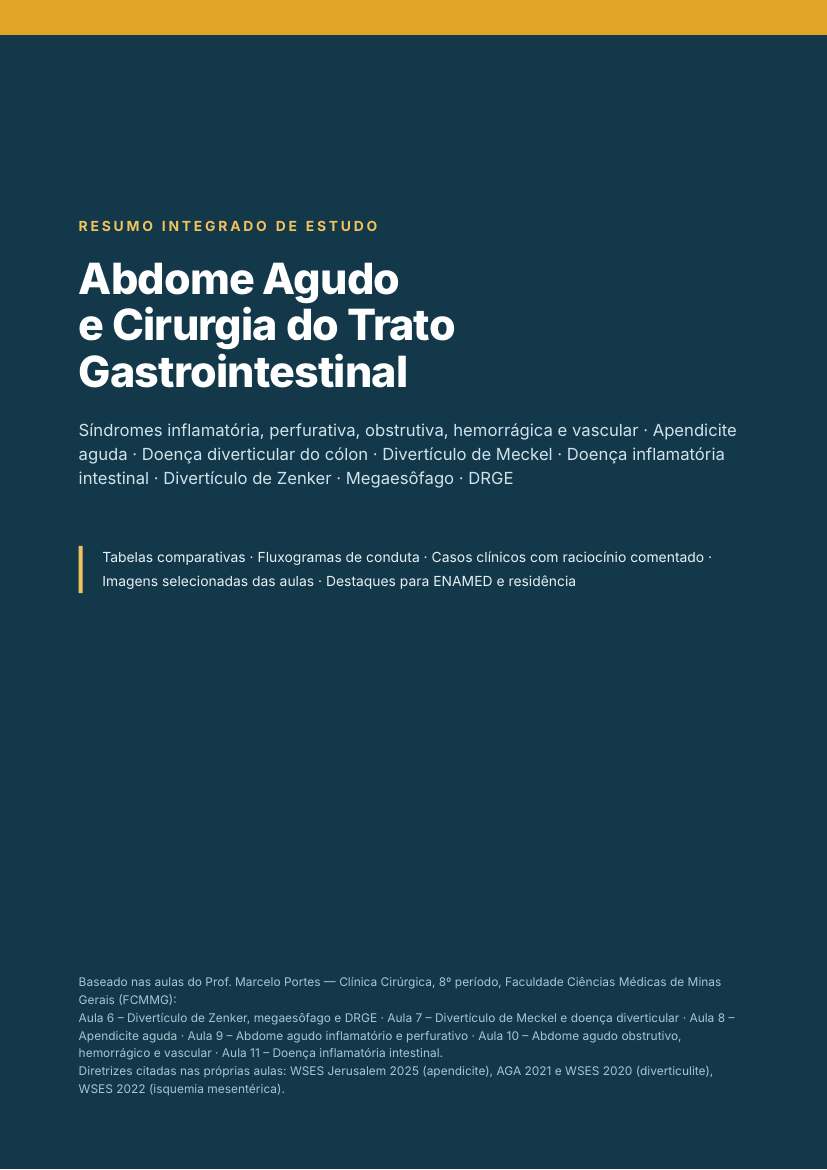 RESUMO INTEGRADO DE ESTUDO
Abdome Agudo
e Cirurgia do Trato
Gastrointestinal
Síndromes inflamatória, perfurativa, obstrutiva, hemorrágica e vascular · Apendicite
aguda · Doença diverticular do cólon · Divertículo de Meckel · Doença inflamatória
intestinal · Divertículo de Zenker · Megaesôfago · DRGE
Tabelas comparativas · Fluxogramas de conduta · Casos clínicos com raciocínio comentado ·
Imagens selecionadas das aulas · Destaques para ENAMED e residência
Baseado nas aulas do Prof. Marcelo Portes — Clínica Cirúrgica, 8º período, Faculdade Ciências Médicas de Minas
Gerais (FCMMG):
Aula 6 – Divertículo de Zenker, megaesôfago e DRGE · Aula 7 – Divertículo de Meckel e doença diverticular · Aula 8 –
Apendicite aguda · Aula 9 – Abdome agudo inflamatório e perfurativo · Aula 10 – Abdome agudo obstrutivo,
hemorrágico e vascular · Aula 11 – Doença inflamatória intestinal.
Diretrizes citadas nas próprias aulas: WSES Jerusalem 2025 (apendicite), AGA 2021 e WSES 2020 (diverticulite),
WSES 2022 (isquemia mesentérica).